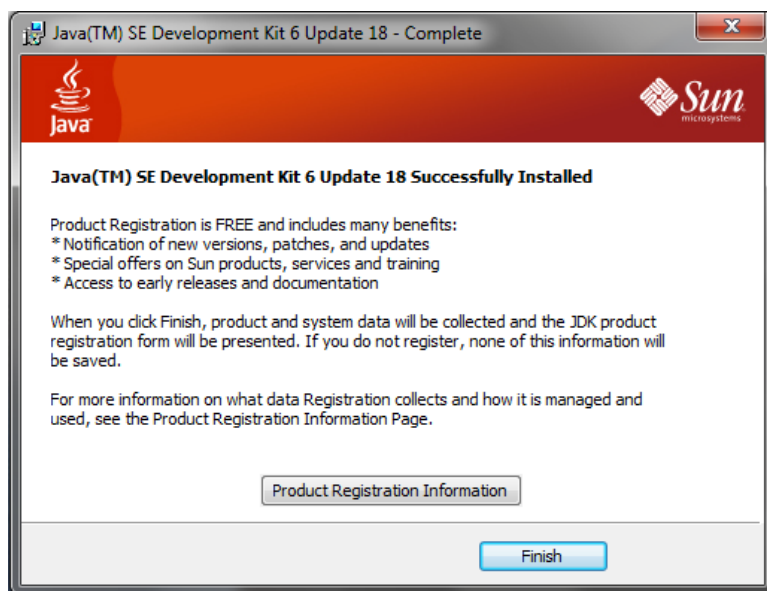 Java(TM) SE Development Kit 6 Update 18 - Complete
Java
Sun
microsystems
Java(TM) SE Development Kit 6 Update 18 Successfully Installed
Product Registration is FREE and includes many benefits:
* Notification of new versions, patches, and updates
* Special offers on Sun products, services and training
* Access to early releases and documentation
When you click Finish, product and system data will be collected and the JDK product
registration form will be presented. If you do not register, none of this information will
be saved.
For more information on what data Registration collects and how it is managed and
used, see the Product Registration Information Page.
Product Registration Information
Finish